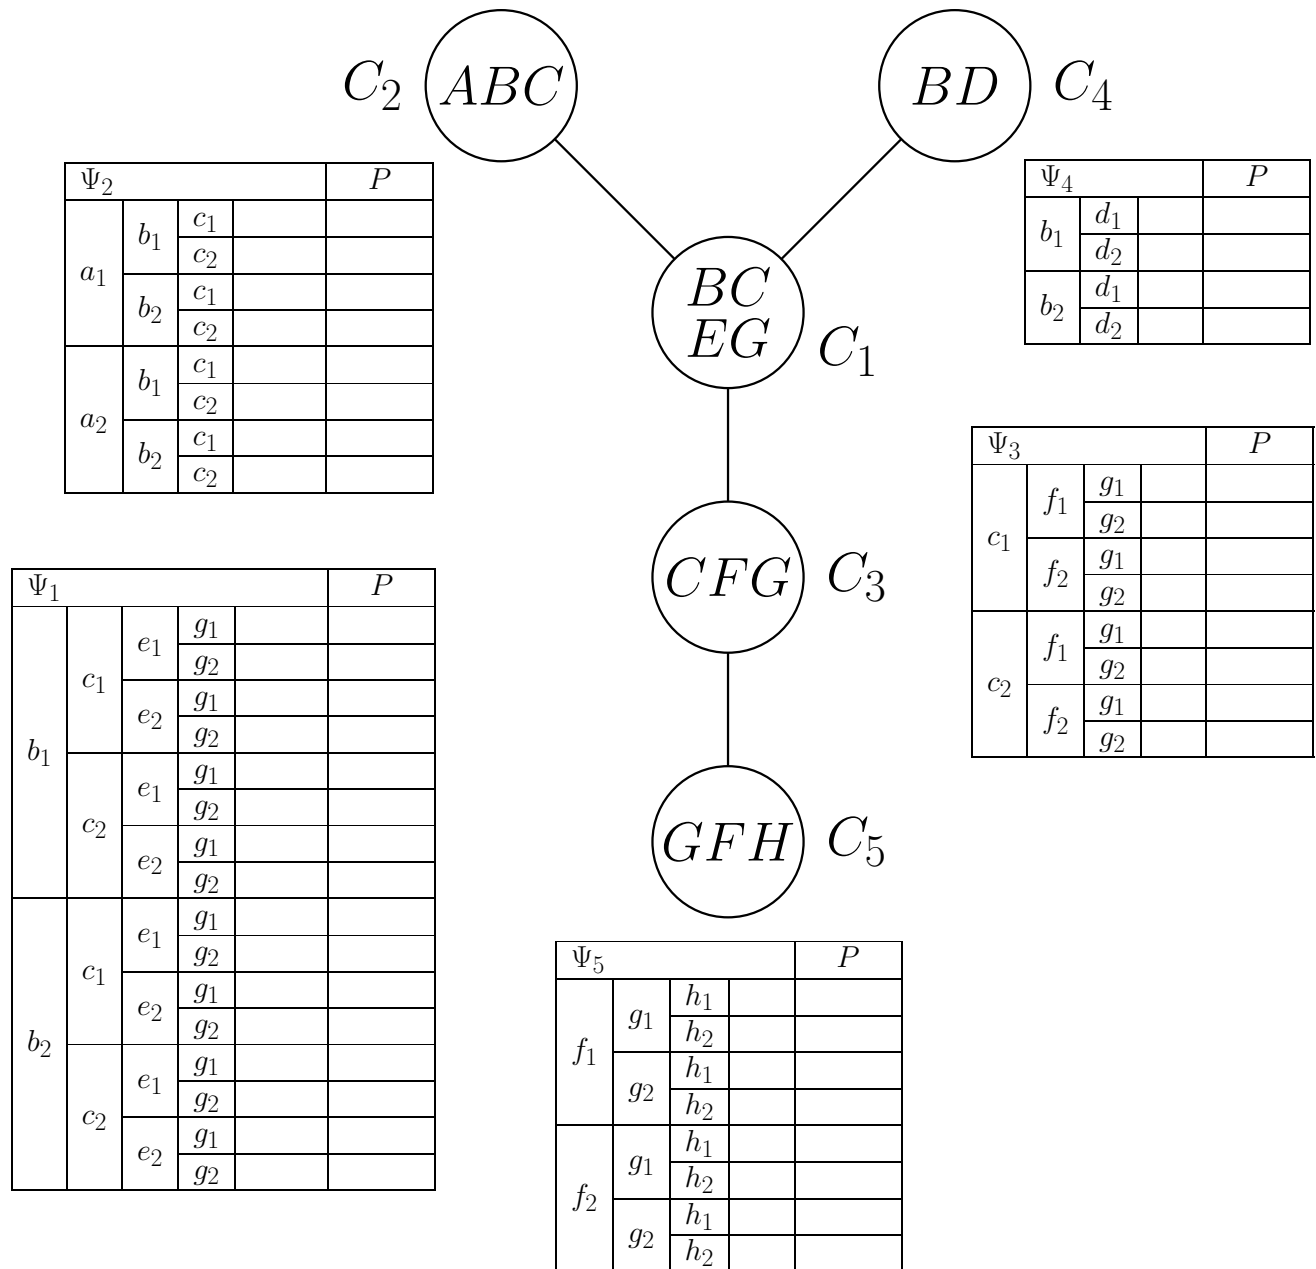 C₂ ABC
BD C₄
Ψ₂ P
a₁ b₁ c₁
c₂
b₂ c₁
c₂
a₂ b₁ c₁
c₂
b₂ c₁
c₂
Ψ₄ P
b₁ d₁
d₂
b₂ d₁
d₂
BC
EG
C₁
Ψ₃ P
c₁ f₁ g₁
g₂
f₂ g₁
g₂
c₂ f₁ g₁
g₂
f₂ g₁
g₂
CFG C₃
Ψ₁ P
b₁ c₁ e₁ g₁
g₂
e₂ g₁
g₂
c₂ e₁ g₁
g₂
e₂ g₁
g₂
b₂ c₁ e₁ g₁
g₂
e₂ g₁
g₂
c₂ e₁ g₁
g₂
e₂ g₁
g₂
GFH C₅
Ψ₅ P
f₁ g₁ h₁
h₂
g₂ h₁
h₂
f₂ g₁ h₁
h₂
g₂ h₁
h₂